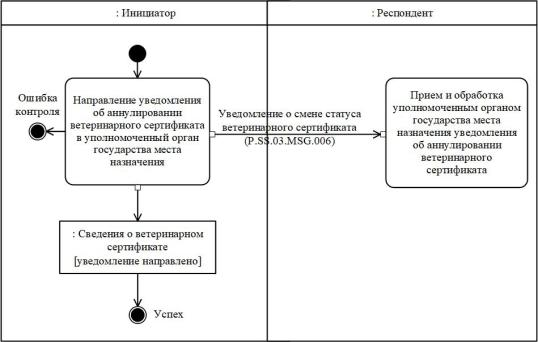 : Инициатор
: Респондент
Ошибка
контроля
Направление уведомления
об аннулировании
ветеринарного сертификата
в уполномоченный орган
государства места
назначения
Уведомление о смене статуса
ветеринарного сертификата
(P.SS.03.MSG.006)
Прием и обработка
уполномоченным органом
государства места
назначения уведомления
об аннулировании
ветеринарного
сертификата
: Сведения о ветеринарном
сертификате
[уведомление направлено]
Успех